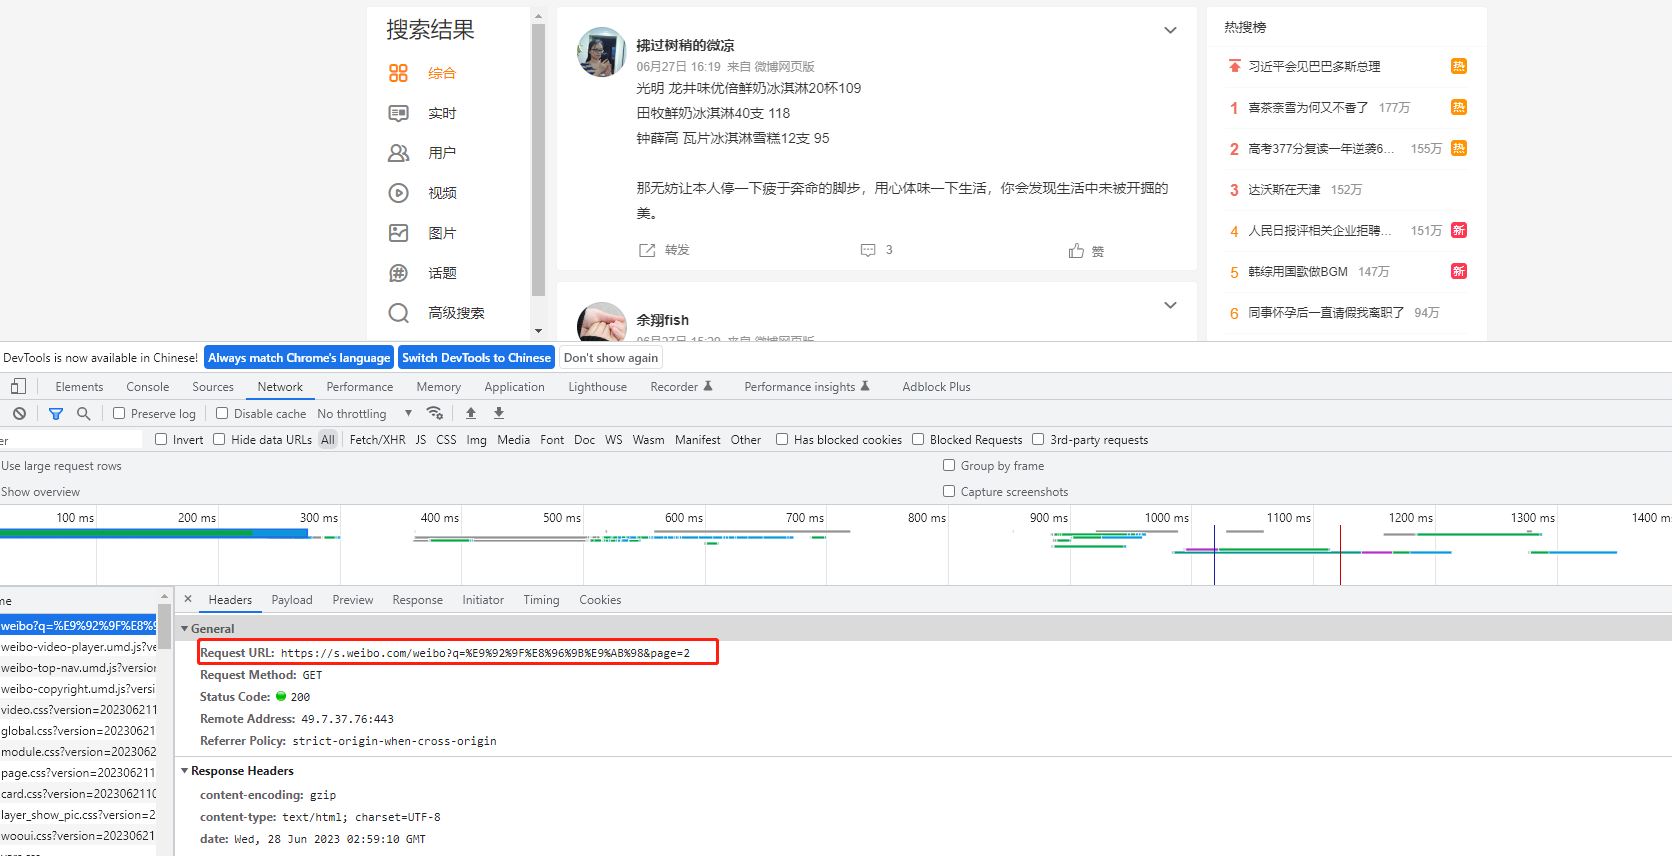 搜索结果
综合
实时
用户
视频
图片
话题
高级搜索
拂过树稍的微凉
06月27日 16:19 来自 微博网页版
光明 龙井味优倍鲜奶冰淇淋20杯109
田牧鲜奶冰淇淋40支 118
钟薛高 瓦片冰淇淋雪糕12支 95
那无妨让本人停一下疲于奔命的脚步，用心体味一下生活，你会发现生活中未被开掘的
美。
转发
3
赞
余翔fish
06月27日 15:29 来自 微博网页版
热搜榜
习近平会见巴巴多斯总理 热
1 喜茶奈雪为何又不香了 177万 热
2 高考377分复读一年逆袭6... 155万 热
3 达沃斯在天津 152万
4 人民日报评相关企业拒聘... 151万 新
5 韩综用国歌做BGM 147万 新
6 同事怀孕后一直请假我离职了 94万
DevTools is now available in Chinese! Always match Chrome's language Switch DevTools to Chinese Don't show again
Elements Console Sources Network Performance Memory Application Lighthouse Recorder Performance insights Adblock Plus
Preserve log Disable cache No throttling
er Invert Hide data URLs All Fetch/XHR JS CSS Img Media Font Doc WS Wasm Manifest Other Has blocked cookies Blocked Requests 3rd-party requests
Use large request rows Group by frame
Show overview Capture screenshots
100 ms 200 ms 300 ms 400 ms 500 ms 600 ms 700 ms 800 ms 900 ms 1000 ms 1100 ms 1200 ms 1300 ms 1400 m
me
weibo?q=%E9%92%9F%E8%9
weibo-video-player.umd.js?ve
weibo-top-nav.umd.js?version
weibo-copyright.umd.js?versi
video.css?version=202306211
global.css?version=20230621
module.css?version=2023062
page.css?version=202306211
card.css?version=2023062110
layer_show_pic.css?version=2
wooui.css?version=202306211
Headers Payload Preview Response Initiator Timing Cookies
General
Request URL: https://s.weibo.com/weibo?q=%E9%92%9F%E8%96%9B%E9%AB%98&page=2
Request Method: GET
Status Code: 200
Remote Address: 49.7.37.76:443
Referrer Policy: strict-origin-when-cross-origin
Response Headers
content-encoding: gzip
content-type: text/html; charset=UTF-8
date: Wed, 28 Jun 2023 02:59:10 GMT